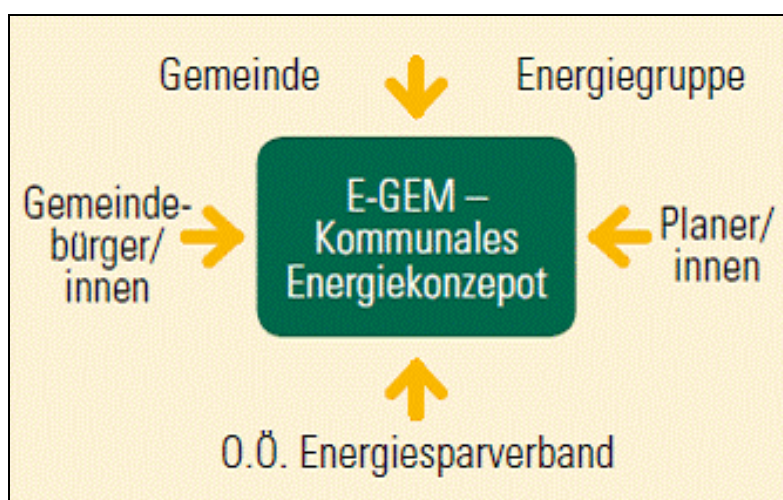 Gemeinde
Energiegruppe
Gemeinde-
bürger/
innen
E-GEM –
Kommunales
Energiekonzepot
Planer/
innen
O.Ö. Energiesparverband